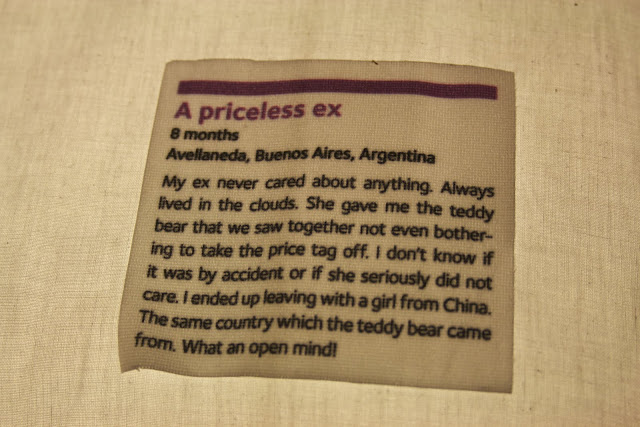 A priceless ex
8 months
Avellaneda, Buenos Aires, Argentina
My ex never cared about anything. Always
lived in the clouds. She gave me the teddy
bear that we saw together not even bother-
ing to take the price tag off. I don't know if
it was by accident or if she seriously did not
care. I ended up leaving with a girl from China.
The same country which the teddy bear came
from. What an open mind!